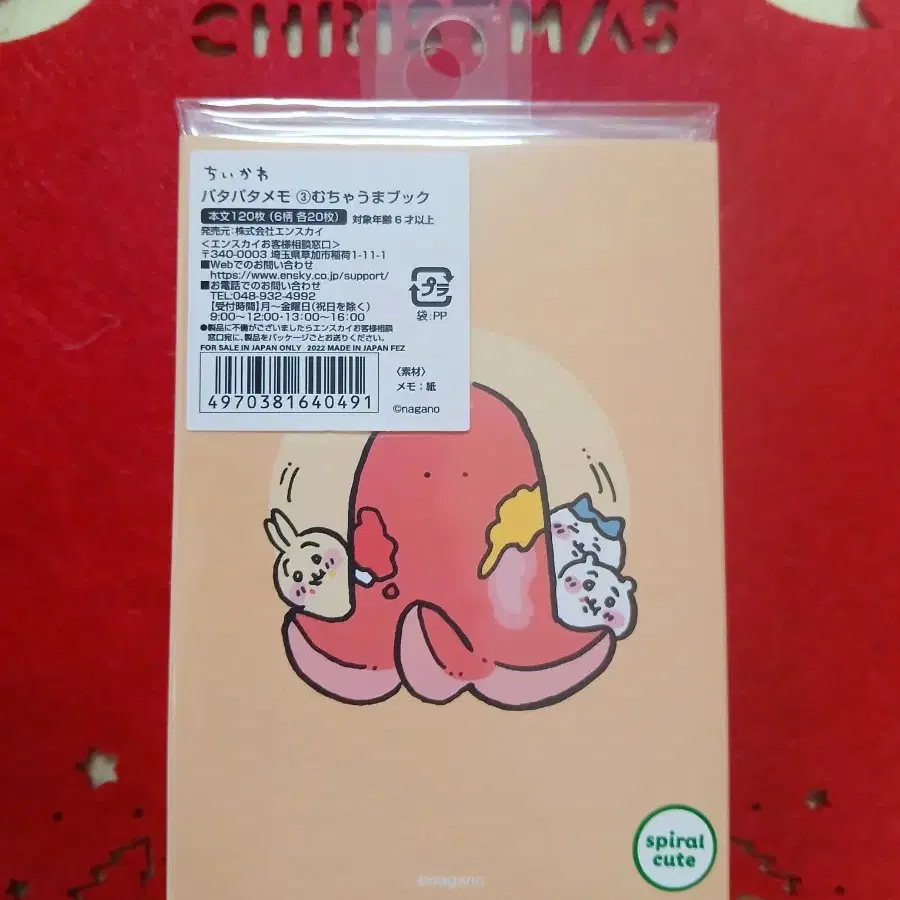 CHRISTMAS
ちいかわ
パタパタメモ ③むちゃうまブック
本文120枚(6柄 各20枚) 対象年齢6才以上
発売元:株式会社エンスカイ
<エンスカイお客様相談窓口>
〒340-0003 埼玉県草加市稲荷1-11-1
■Webでのお問い合わせ
https://www.ensky.co.jp/support/
■お電話でのお問い合わせ
TEL:048-932-4992
【受付時間】月~金曜日(祝日を除く)
9:00~12:00・13:00~16:00
●製品に不備がございましたらエンスカイお客様相談
窓口宛に、製品をパッケージごとお送りください。
FOR SALE IN JAPAN ONLY 2022 MADE IN JAPAN FEZ
4970381640491
プラ
袋:PP
〈素材〉
メモ:紙
©nagano
spiral
cute
©nagano